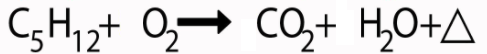 C₅H₁₂+ O₂→ CO₂+ H₂O+△